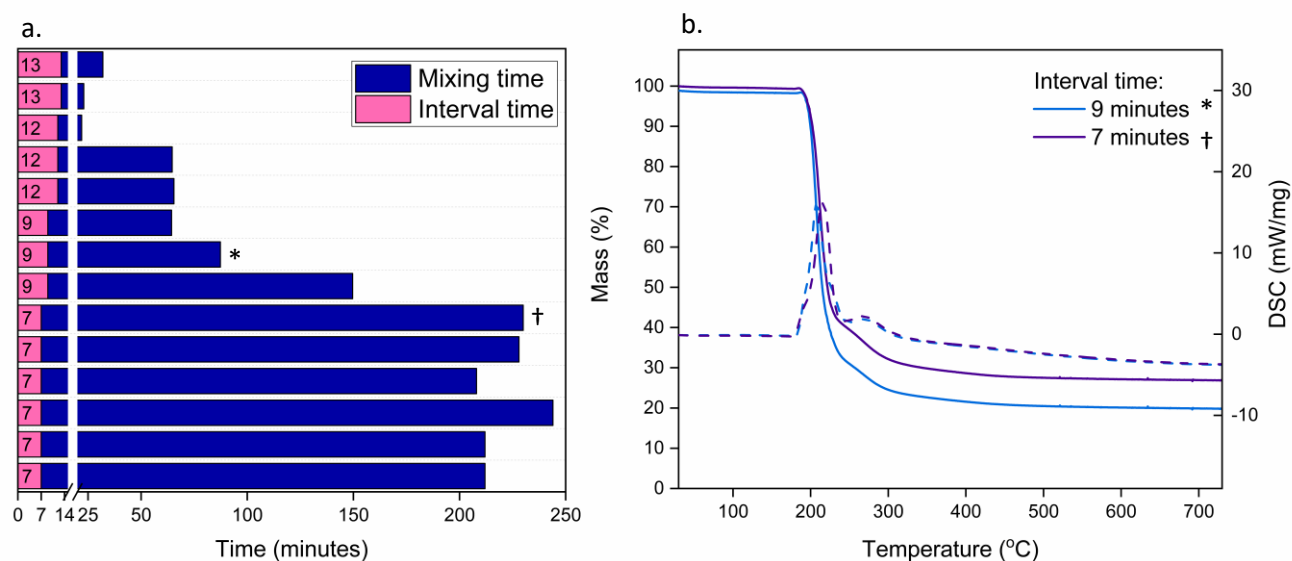 a.
13
13
12
12
12
9
9 *
9
7 †
7
7
7
7
7
Mixing time
Interval time
0 7 14 25 50 100 150 200 250
Time (minutes)
b.
100
90
80
70
60
50
40
30
20
10
0
Mass (%)
Interval time:
9 minutes *
7 minutes †
30
20
10
0
-10
DSC (mW/mg)
100 200 300 400 500 600 700
Temperature (°C)